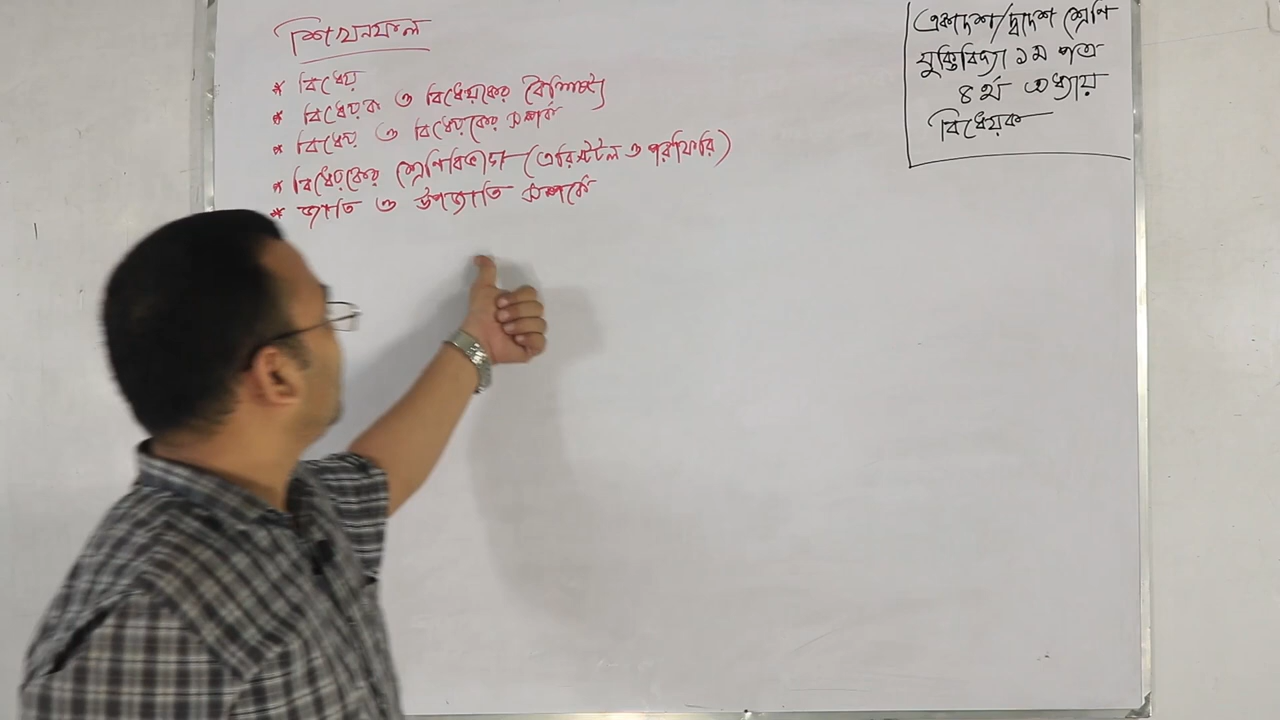 শিখনফল
* বিধেয়
* বিধেয়ক ও বিধেয়কের বৈশিষ্ট্য
* বিধেয় ও বিধেয়কের সম্পর্ক
* বিধেয়কের শ্রেণিবিভাগ (এরিস্টটল ও পরফিরি)
* জাতি ও উপজাতি সম্পর্কে
একাদশ/দ্বাদশ শ্রেণি
যুক্তিবিদ্যা ১ম পত্র
৪র্থ অধ্যায়
বিধেয়ক